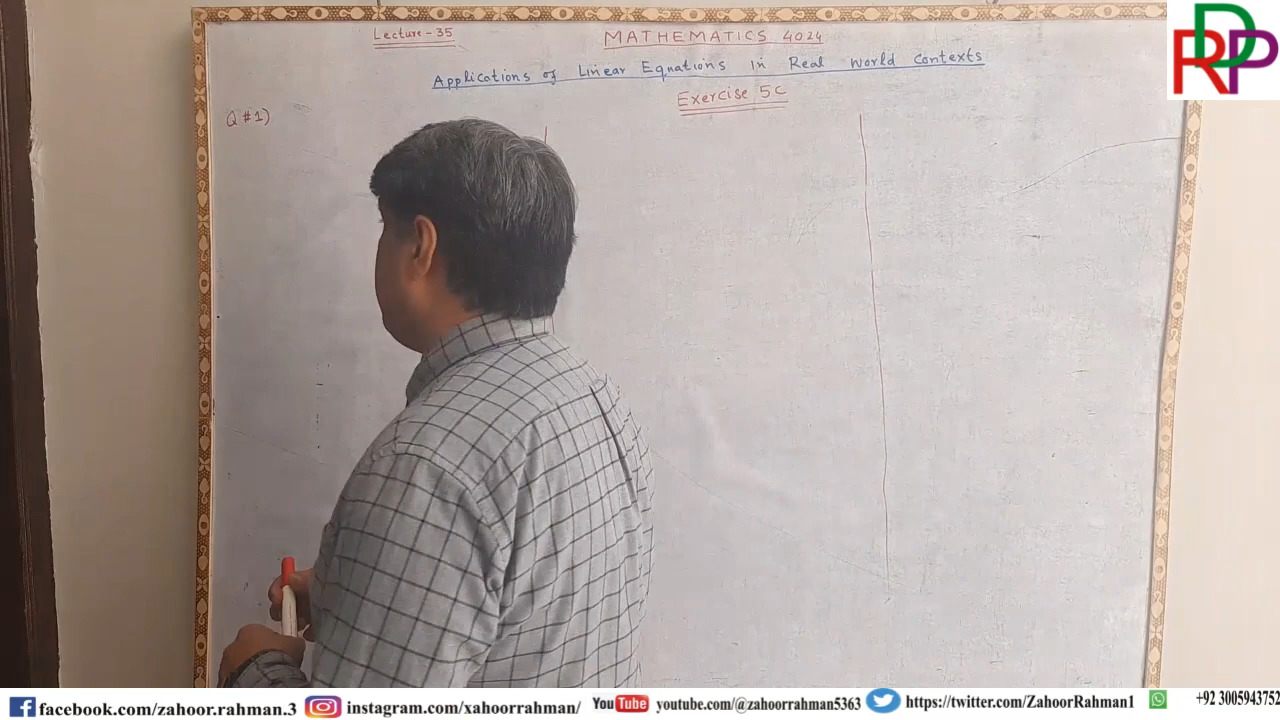 Lecture - 35
MATHEMATICS 4024
Applications of Linear Equations in Real World Contexts
Exercise 5C
Q #1)
RDP
facebook.com/zahoor.rahman.3
instagram.com/xahoorrahman/
YouTube youtube.com/@zahoorrahman5363
https://twitter.com/ZahoorRahman1
+92 3005943752